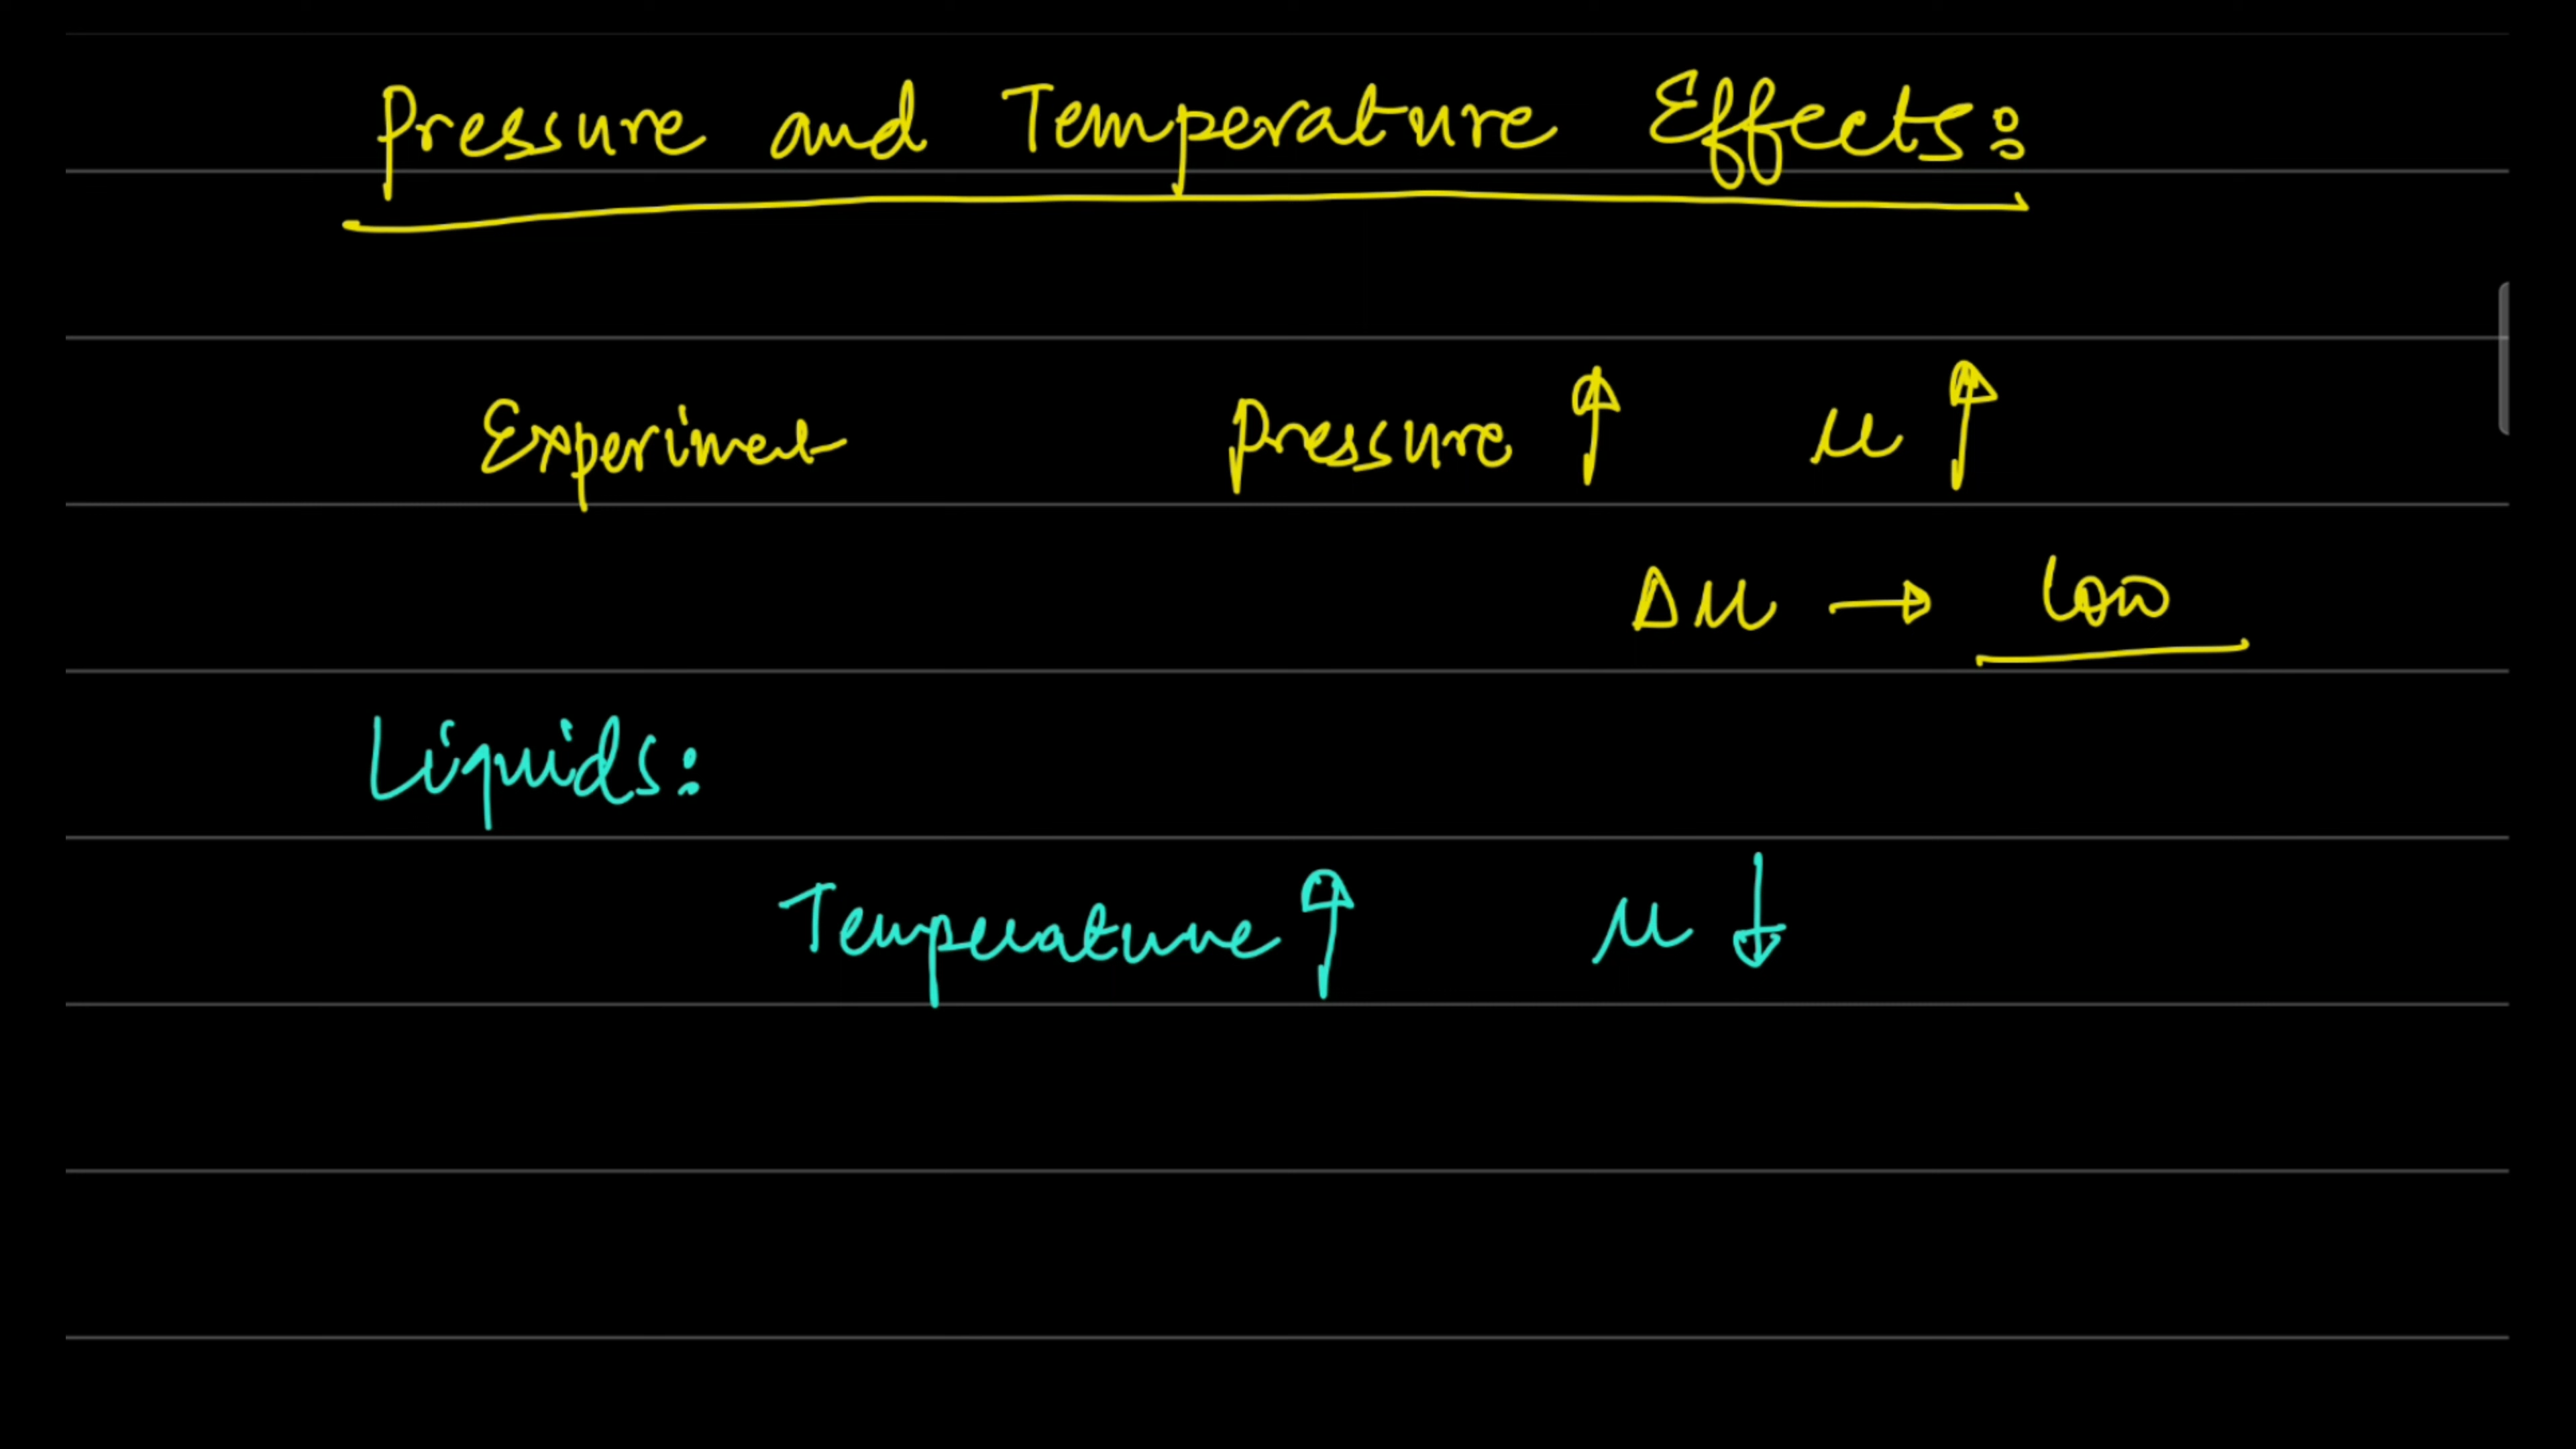 Pressure and Temperature Effects:
Experiment Pressure ↑ μ ↑
Δμ → low
Liquids:
Temperature ↑ μ ↓